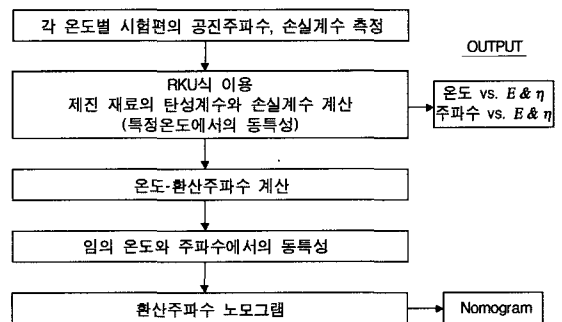 각 온도별 시험편의 공진주파수, 손실계수 측정
OUTPUT
RKU식 이용
제진 재료의 탄성계수와 손실계수 계산
(특정온도에서의 동특성)
온도 vs. E & η
주파수 vs. E & η
온도-환산주파수 계산
임의 온도와 주파수에서의 동특성
환산주파수 노모그램
Nomogram